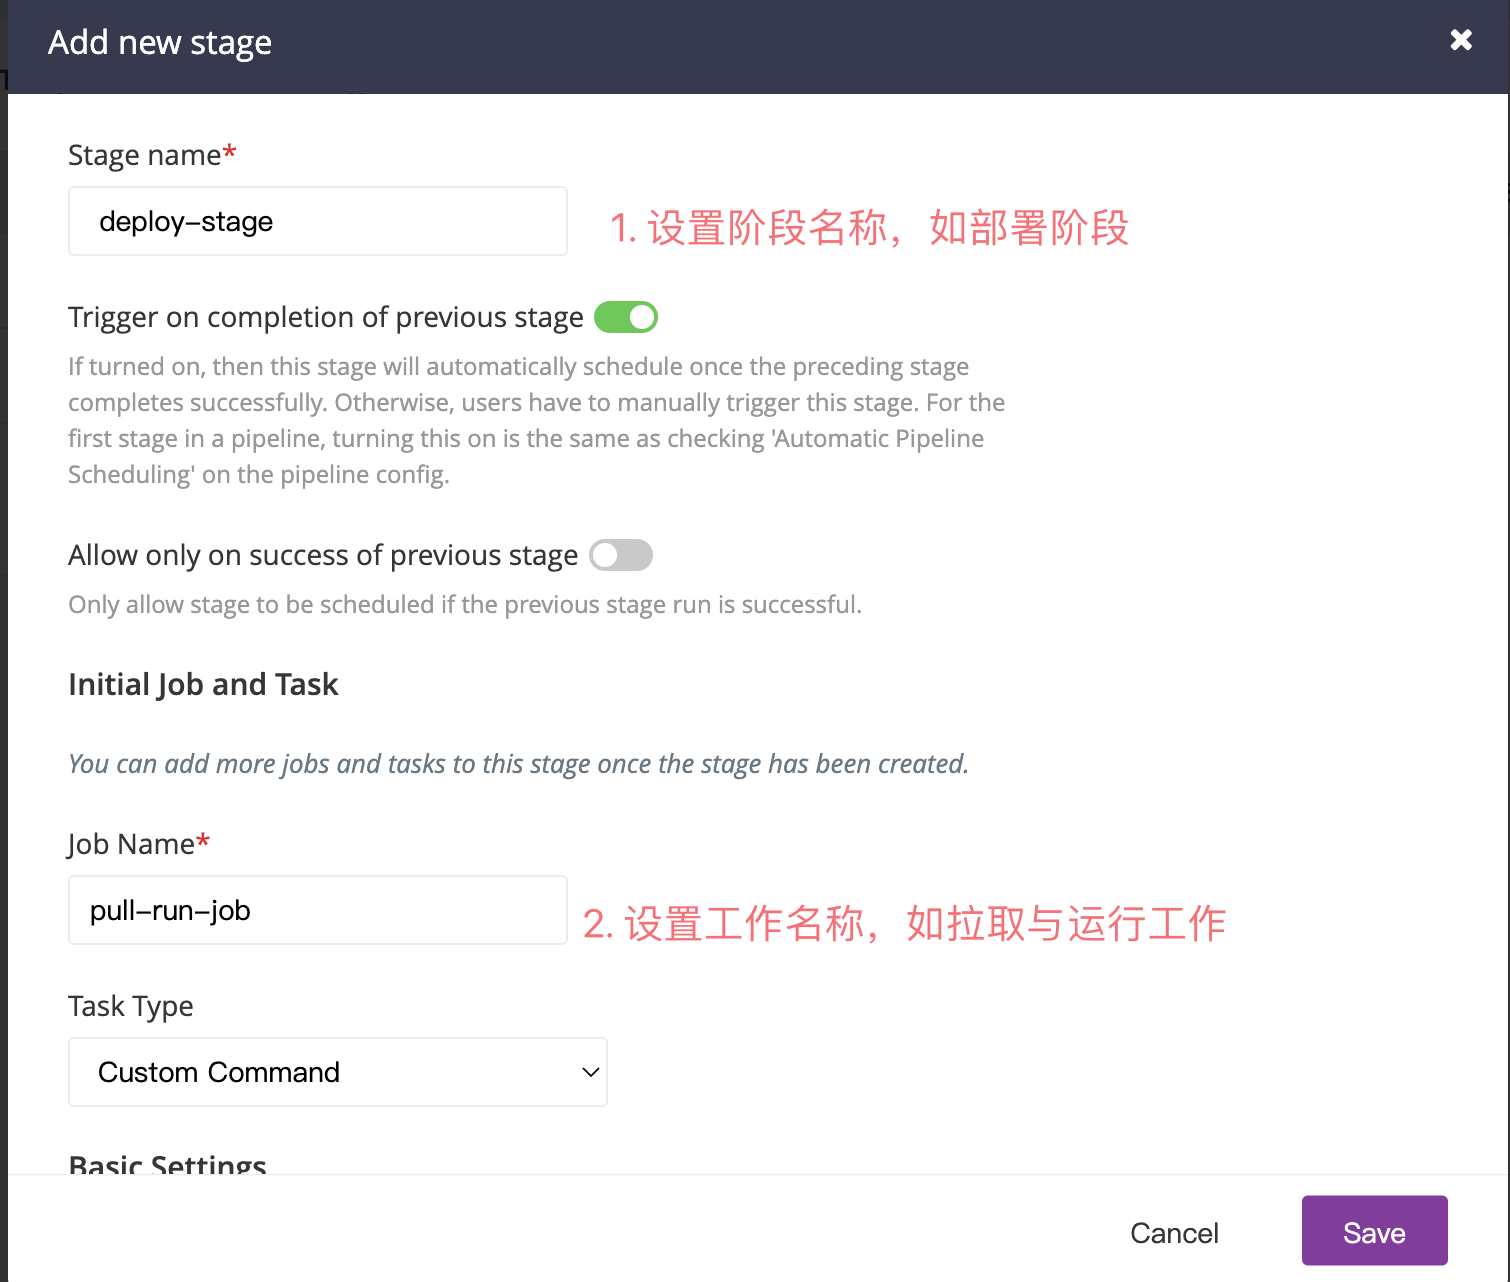 Add new stage
Stage name*
deploy-stage
1. 设置阶段名称，如部署阶段
Trigger on completion of previous stage
If turned on, then this stage will automatically schedule once the preceding stage
completes successfully. Otherwise, users have to manually trigger this stage. For the
first stage in a pipeline, turning this on is the same as checking 'Automatic Pipeline
Scheduling' on the pipeline config.
Allow only on success of previous stage
Only allow stage to be scheduled if the previous stage run is successful.
Initial Job and Task
You can add more jobs and tasks to this stage once the stage has been created.
Job Name*
pull-run-job
2. 设置工作名称，如拉取与运行工作
Task Type
Custom Command
Basic Settings
Cancel
Save